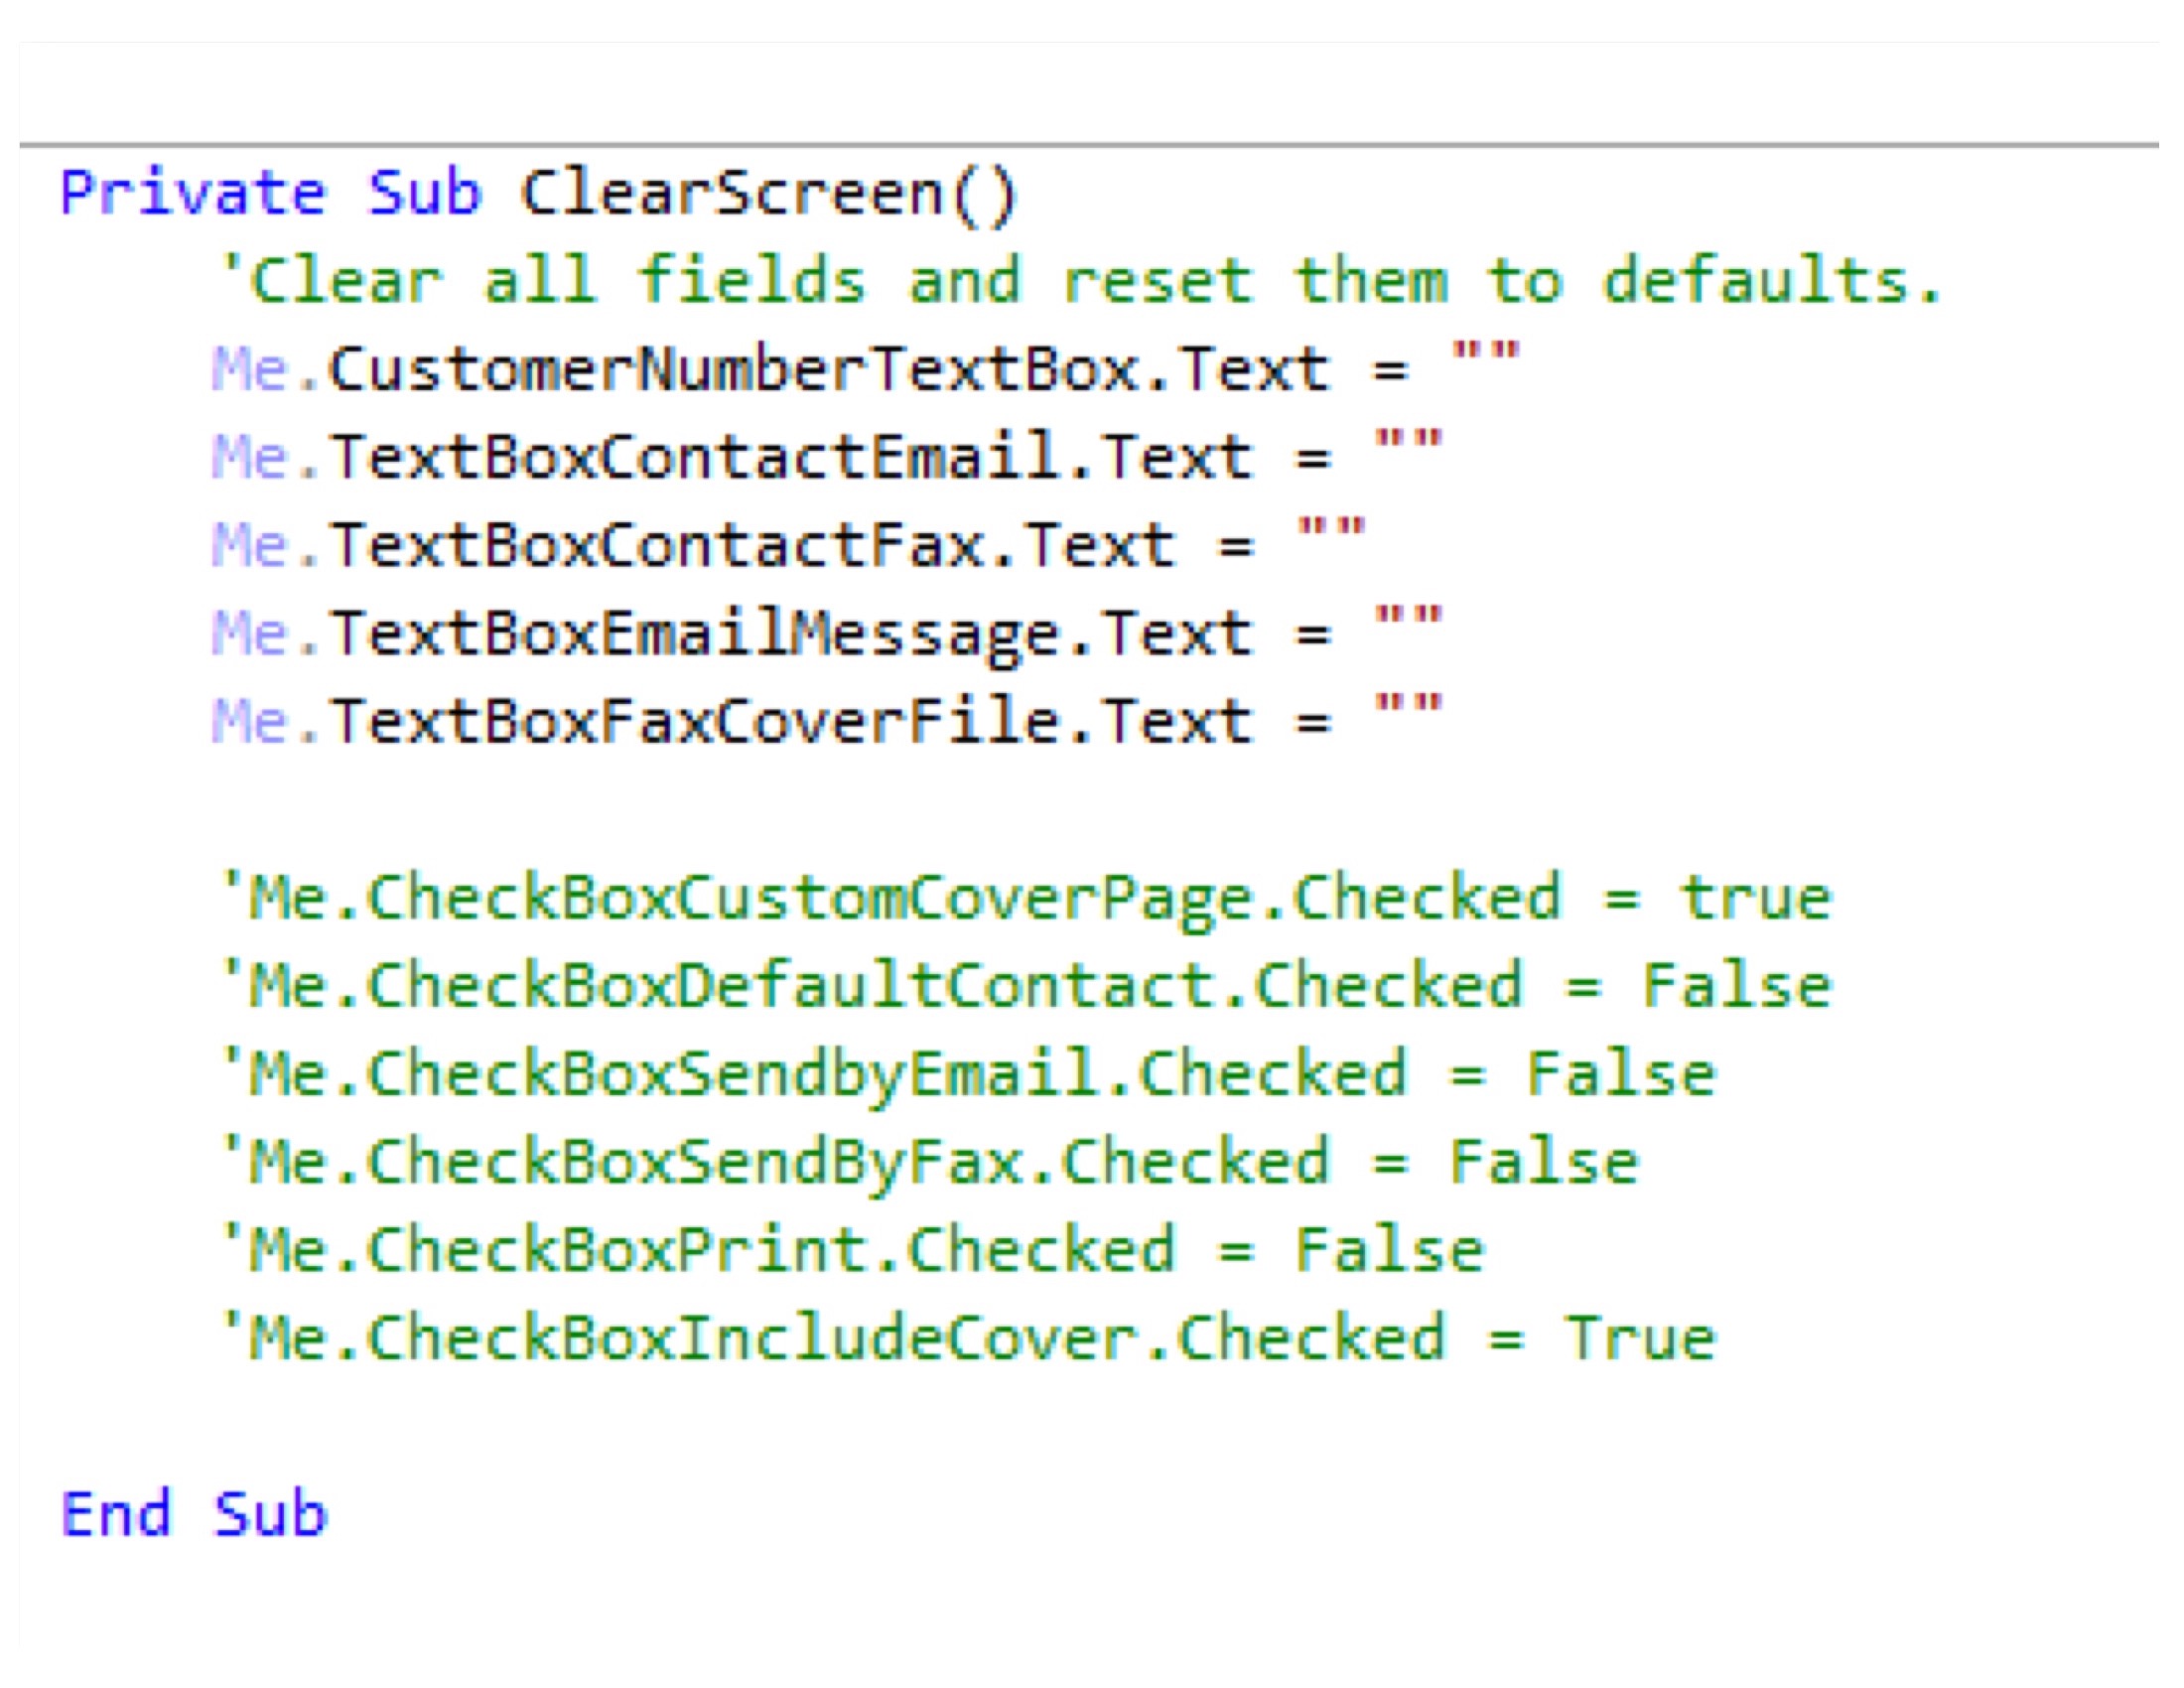 Private Sub ClearScreen()
'Clear all fields and reset them to defaults.
Me.CustomerNumberTextBox.Text = ""
Me.TextBoxContactEmail.Text = ""
Me.TextBoxContactFax.Text = ""
Me.TextBoxEmailMessage.Text = ""
Me.TextBoxFaxCoverFile.Text = ""
'Me.CheckBoxCustomCoverPage.Checked = true
'Me.CheckBoxDefaultContact.Checked = False
'Me.CheckBoxSendbyEmail.Checked = False
'Me.CheckBoxSendByFax.Checked = False
'Me.CheckBoxPrint.Checked = False
'Me.CheckBoxIncludeCover.Checked = True
End Sub